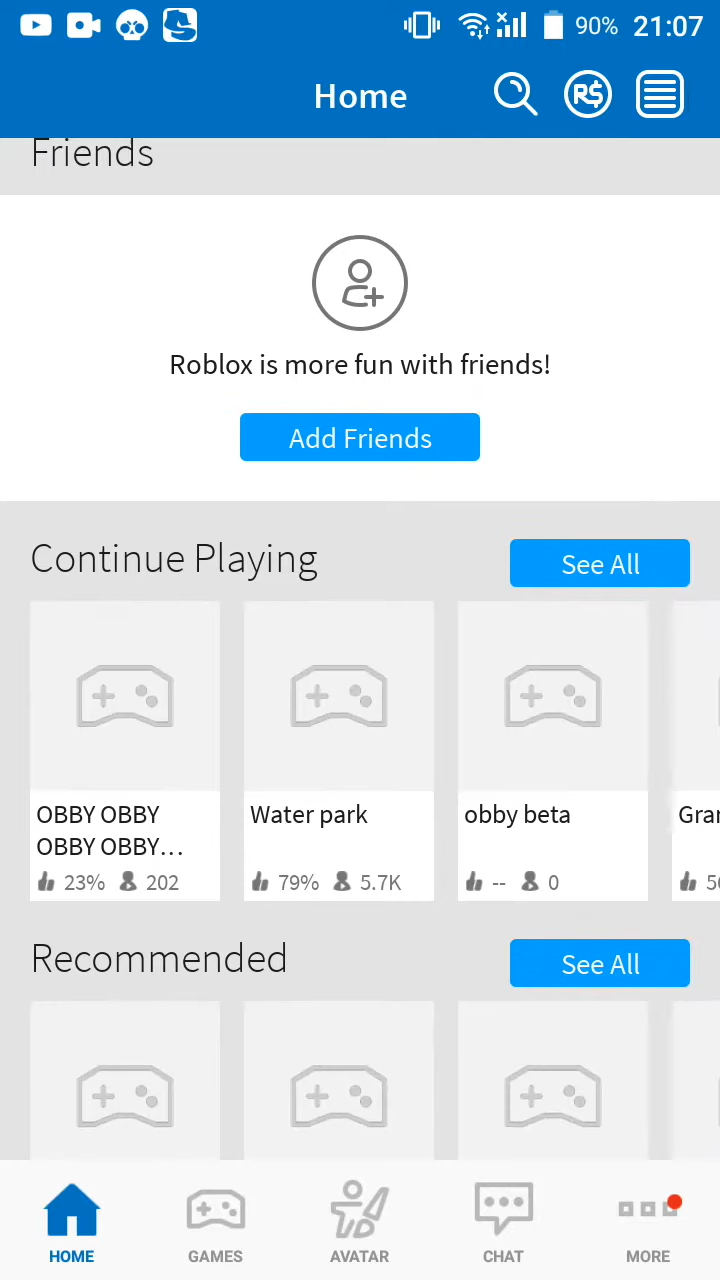 90% 21:07
Home
R$
Friends
Roblox is more fun with friends!
Add Friends
Continue Playing
See All
OBBY OBBY
OBBY OBBY...
23% 202
Water park
79% 5.7K
obby beta
-- 0
Gra
5
Recommended
See All
HOME
GAMES
AVATAR
CHAT
MORE